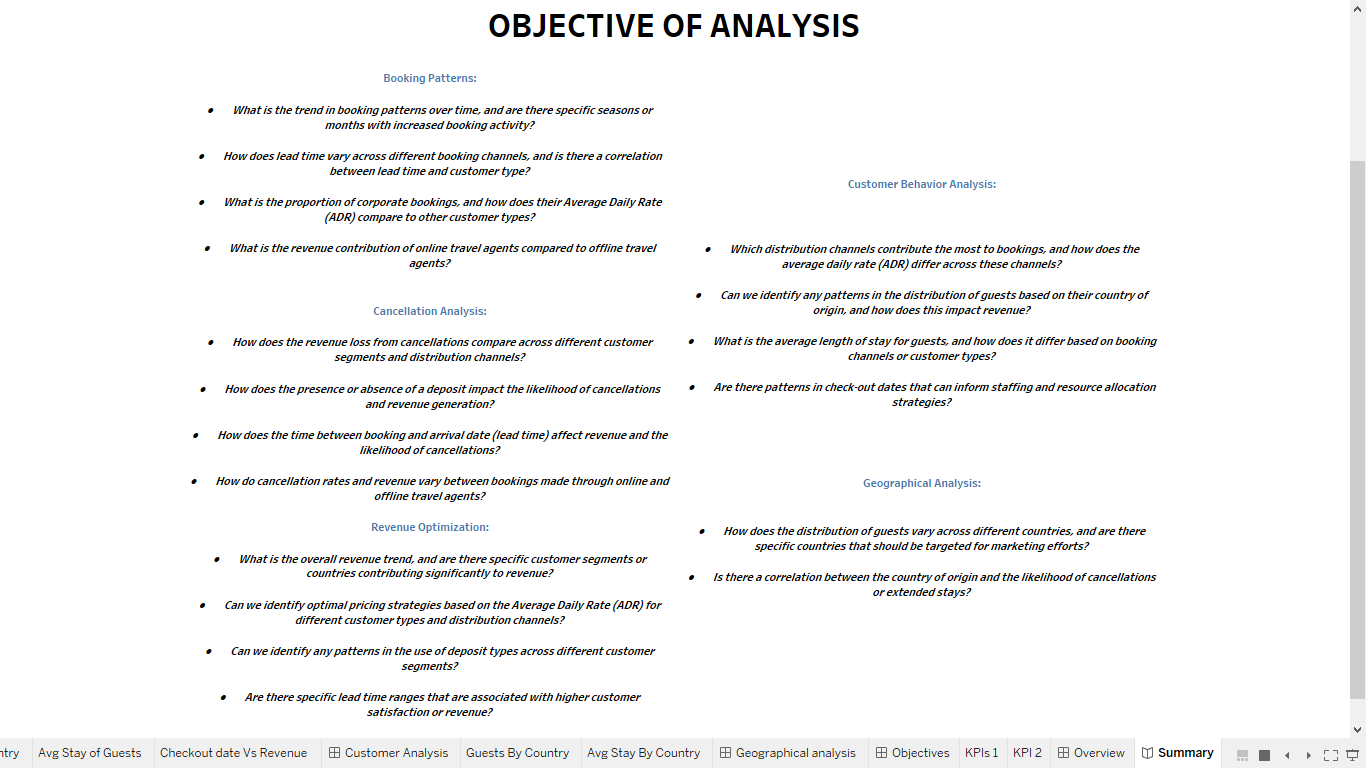 OBJECTIVE OF ANALYSIS
Booking Patterns:
• What is the trend in booking patterns over time, and are there specific seasons or
months with increased booking activity?
• How does lead time vary across different booking channels, and is there a correlation
between lead time and customer type?
• What is the proportion of corporate bookings, and how does their Average Daily Rate
(ADR) compare to other customer types?
• What is the revenue contribution of online travel agents compared to offline travel
agents?
Cancellation Analysis:
• How does the revenue loss from cancellations compare across different customer
segments and distribution channels?
• How does the presence or absence of a deposit impact the likelihood of cancellations
and revenue generation?
• How does the time between booking and arrival date (lead time) affect revenue and the
likelihood of cancellations?
• How do cancellation rates and revenue vary between bookings made through online and
offline travel agents?
Revenue Optimization:
• What is the overall revenue trend, and are there specific customer segments or
countries contributing significantly to revenue?
• Can we identify optimal pricing strategies based on the Average Daily Rate (ADR) for
different customer types and distribution channels?
• Can we identify any patterns in the use of deposit types across different customer
segments?
• Are there specific lead time ranges that are associated with higher customer
satisfaction or revenue?
Customer Behavior Analysis:
• Which distribution channels contribute the most to bookings, and how does the
average daily rate (ADR) differ across these channels?
• Can we identify any patterns in the distribution of guests based on their country of
origin, and how does this impact revenue?
• What is the average length of stay for guests, and how does it differ based on booking
channels or customer types?
• Are there patterns in check-out dates that can inform staffing and resource allocation
strategies?
Geographical Analysis:
• How does the distribution of guests vary across different countries, and are there
specific countries that should be targeted for marketing efforts?
• Is there a correlation between the country of origin and the likelihood of cancellations
or extended stays?
ntry Avg Stay of Guests Checkout date Vs Revenue Customer Analysis Guests By Country Avg Stay By Country Geographical analysis Objectives KPIs 1 KPI 2 Overview Summary